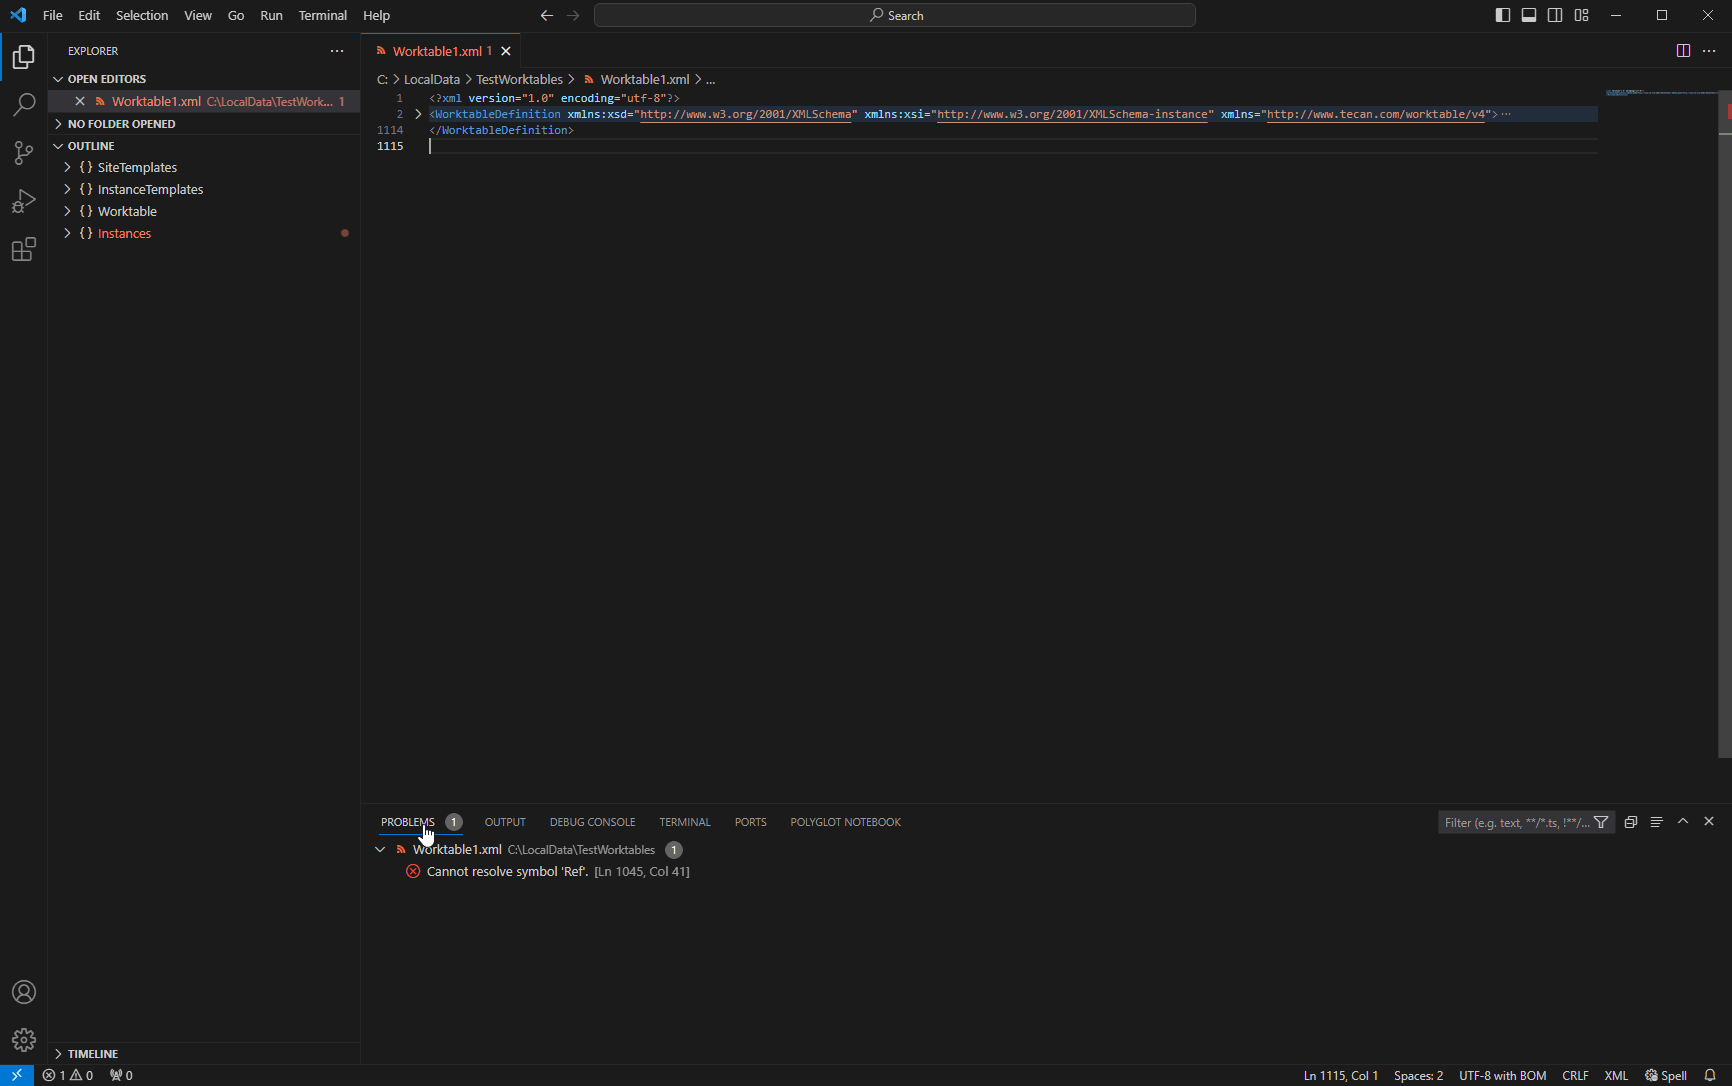 File Edit Selection View Go Run Terminal Help
Search
EXPLORER
OPEN EDITORS
Worktable1.xml C:\LocalData\TestWork... 1
NO FOLDER OPENED
OUTLINE
{} SiteTemplates
{} InstanceTemplates
{} Worktable
{} Instances
TIMELINE
Worktable1.xml 1
C: > LocalData > TestWorktables > Worktable1.xml > ...
1 <?xml version="1.0" encoding="utf-8"?>
2 <WorktableDefinition xmlns:xsd="http://www.w3.org/2001/XMLSchema" xmlns:xsi="http://www.w3.org/2001/XMLSchema-instance" xmlns="http://www.tecan.com/worktable/v4">...
1114 </WorktableDefinition>
1115
PROBLEMS 1 OUTPUT DEBUG CONSOLE TERMINAL PORTS POLYGLOT NOTEBOOK
Filter (e.g. text, **/*.ts, !**/...
Worktable1.xml C:\LocalData\TestWorktables 1
Cannot resolve symbol 'Ref'. [Ln 1045, Col 41]
1 0 0
Ln 1115, Col 1 Spaces: 2 UTF-8 with BOM CRLF XML Spell